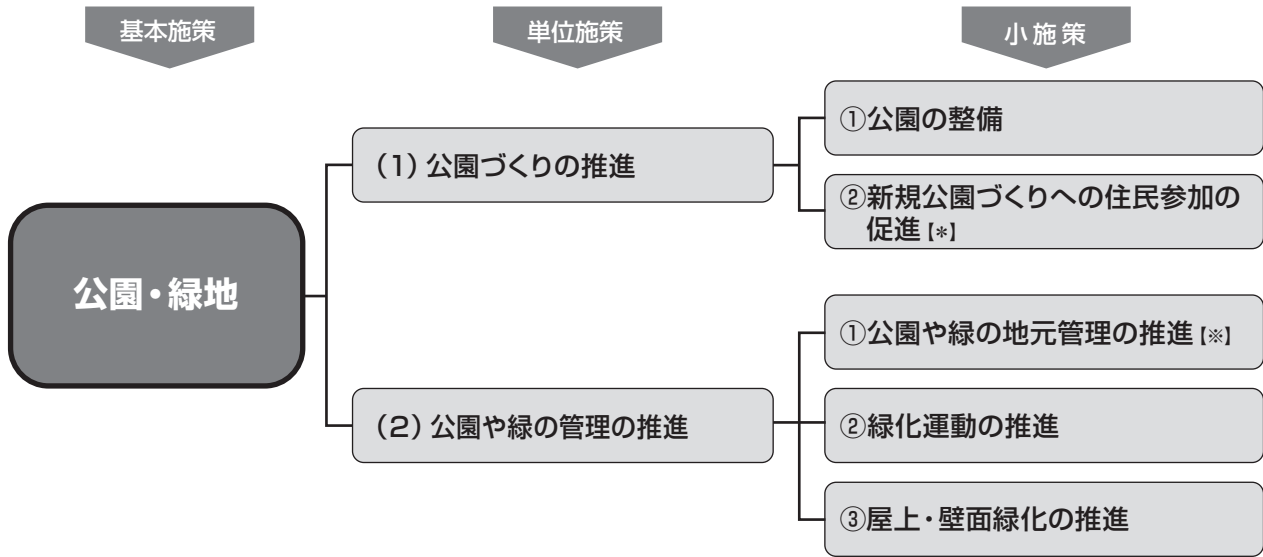 基本施策
単位施策
小施策
公園・緑地
(1)公園づくりの推進
①公園の整備
②新規公園づくりへの住民参加の
促進【*】
(2)公園や緑の管理の推進
①公園や緑の地元管理の推進【※】
②緑化運動の推進
③屋上・壁面緑化の推進